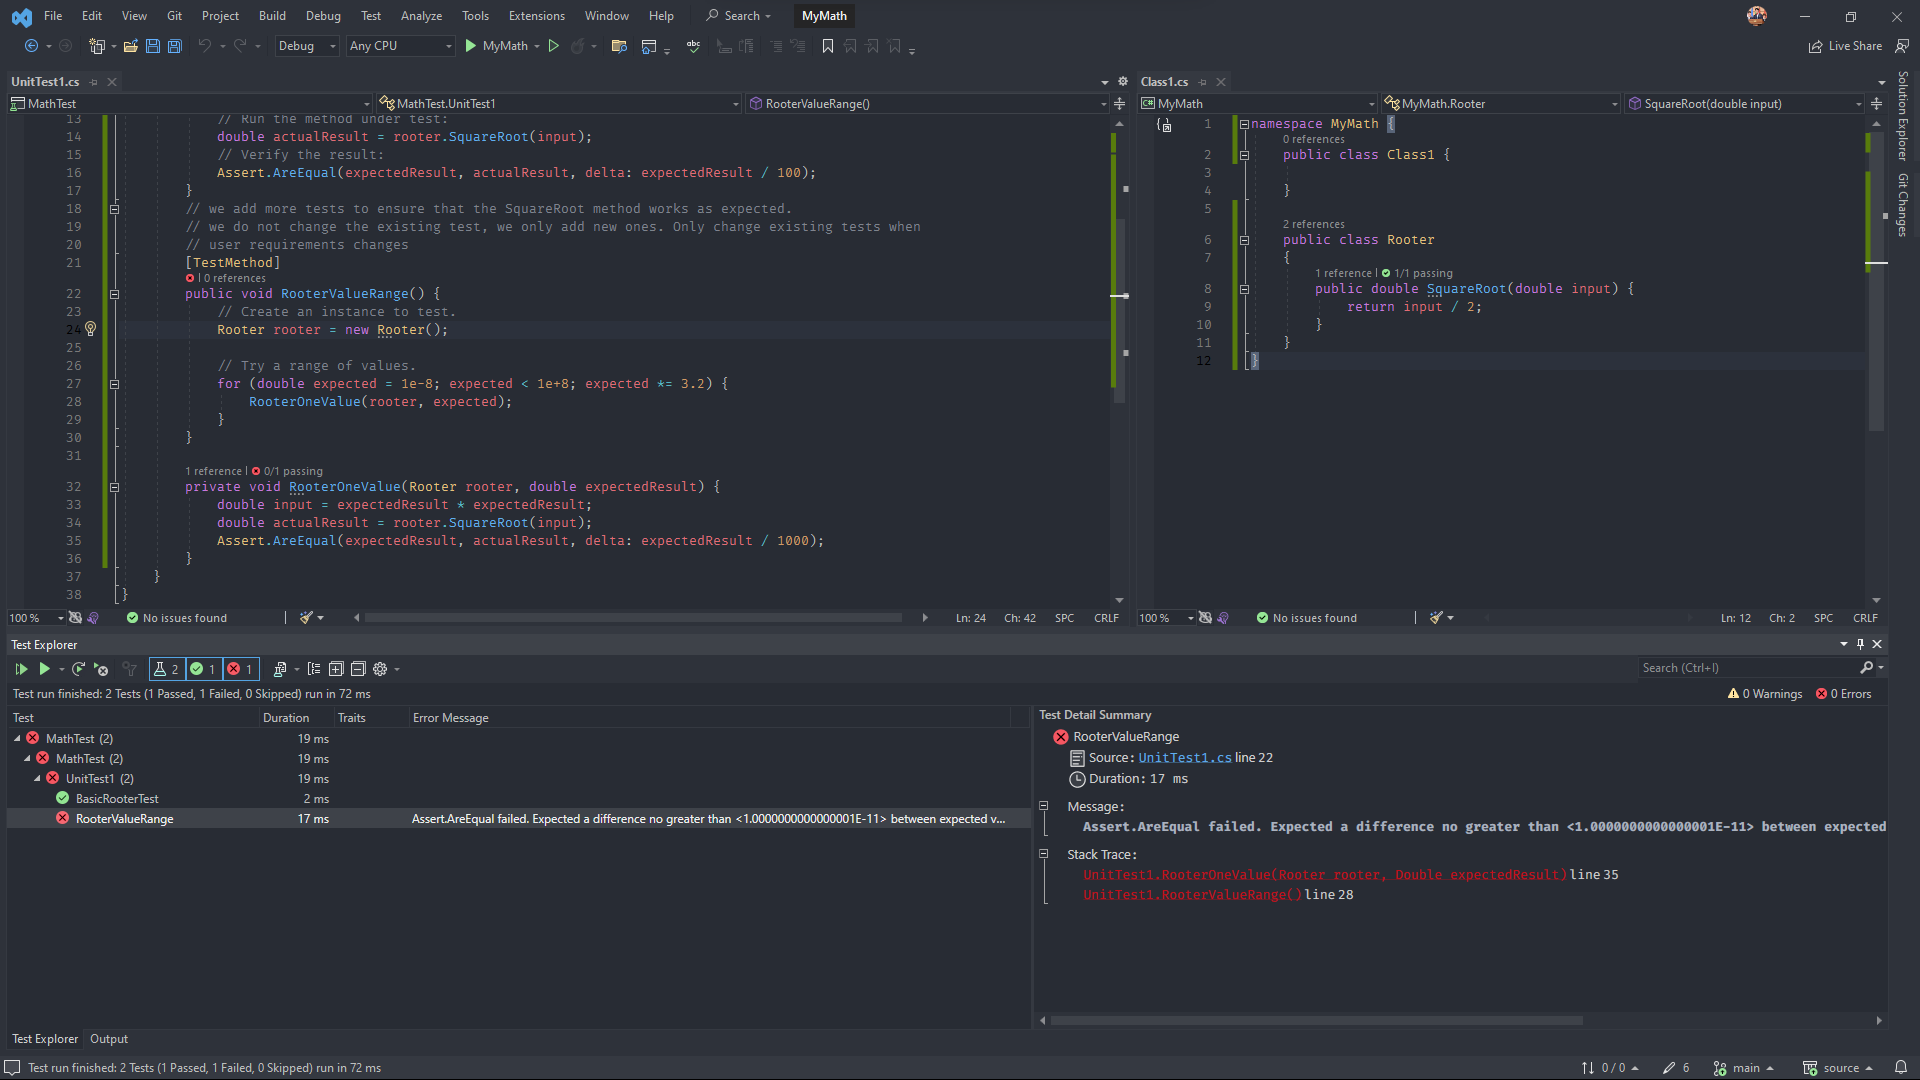 File Edit View Git Project Build Debug Test Analyze Tools Extensions Window Help Search MyMath
Debug Any CPU MyMath Live Share
UnitTest1.cs
MathTest MathTest.UnitTest1 RooterValueRange()
13 // Run the method under test:
14 double actualResult = rooter.SquareRoot(input);
15 // Verify the result:
16 Assert.AreEqual(expectedResult, actualResult, delta: expectedResult / 100);
17 }
18 // we add more tests to ensure that the SquareRoot method works as expected.
19 // we do not change the existing test, we only add new ones. Only change existing tests when
20 // user requirements changes
21 [TestMethod]
| 0 references
22 public void RooterValueRange() {
23 // Create an instance to test.
24 Rooter rooter = new Rooter();
25
26 // Try a range of values.
27 for (double expected = 1e-8; expected < 1e+8; expected *= 3.2) {
28 RooterOneValue(rooter, expected);
29 }
30 }
31
1 reference | 0/1 passing
32 private void RooterOneValue(Rooter rooter, double expectedResult) {
33 double input = expectedResult * expectedResult;
34 double actualResult = rooter.SquareRoot(input);
35 Assert.AreEqual(expectedResult, actualResult, delta: expectedResult / 1000);
36 }
37 }
38 }
100 % No issues found Ln: 24 Ch: 42 SPC CRLF
Class1.cs
C# MyMath MyMath.Rooter SquareRoot(double input)
1 namespace MyMath {
0 references
2 public class Class1 {
3
4 }
5
2 references
6 public class Rooter
7 {
1 reference | 1/1 passing
8 public double SquareRoot(double input) {
9 return input / 2;
10 }
11 }
12 }
100 % No issues found Ln: 12 Ch: 2 SPC CRLF
Solution Explorer
Git Changes
Test Explorer
2 1 1
Search (Ctrl+I)
Test run finished: 2 Tests (1 Passed, 1 Failed, 0 Skipped) run in 72 ms
0 Warnings 0 Errors
Test Duration Traits Error Message
MathTest (2) 19 ms
MathTest (2) 19 ms
UnitTest1 (2) 19 ms
BasicRooterTest 2 ms
RooterValueRange 17 ms Assert.AreEqual failed. Expected a difference no greater than <1.0000000000000001E-11> between expected v...
Test Detail Summary
RooterValueRange
Source: UnitTest1.cs line 22
Duration: 17 ms
Message:
Assert.AreEqual failed. Expected a difference no greater than <1.0000000000000001E-11> between expected
Stack Trace:
UnitTest1.RooterOneValue(Rooter rooter, Double expectedResult) line 35
UnitTest1.RooterValueRange() line 28
Test Explorer Output
Test run finished: 2 Tests (1 Passed, 1 Failed, 0 Skipped) run in 72 ms
0 / 0 6 main source